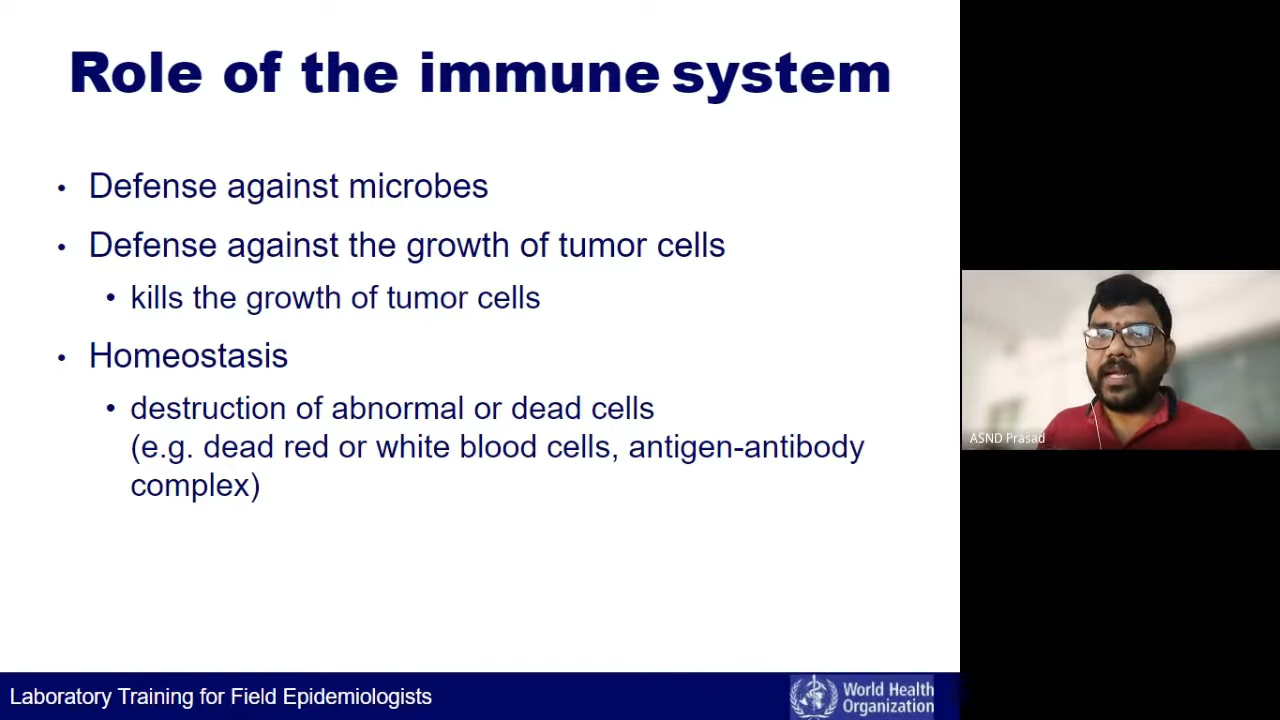 Role of the immune system
• Defense against microbes
• Defense against the growth of tumor cells
• kills the growth of tumor cells
• Homeostasis
• destruction of abnormal or dead cells
(e.g. dead red or white blood cells, antigen-antibody
complex)
ASND Prasad
Laboratory Training for Field Epidemiologists
World Health
Organization